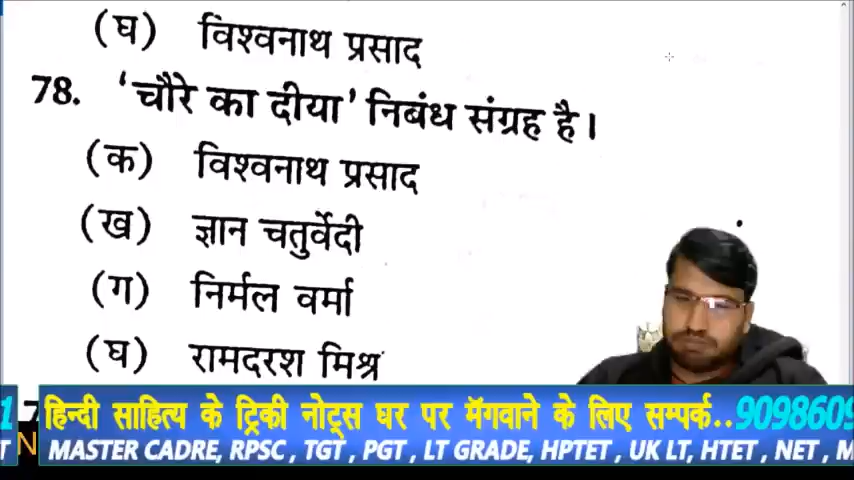 (घ) विश्वनाथ प्रसाद
78. 'चौरे का दीया' निबंध संग्रह है।
(क) विश्वनाथ प्रसाद
(ख) ज्ञान चतुर्वेदी
(ग) निर्मल वर्मा
(घ) रामदरश मिश्र
हिन्दी साहित्य के ट्रिकी नोट्स घर पर मँगवाने के लिए सम्पर्क..909860
MASTER CADRE, RPSC , TGT , PGT , LT GRADE, HPTET , UK LT, HTET , NET ,